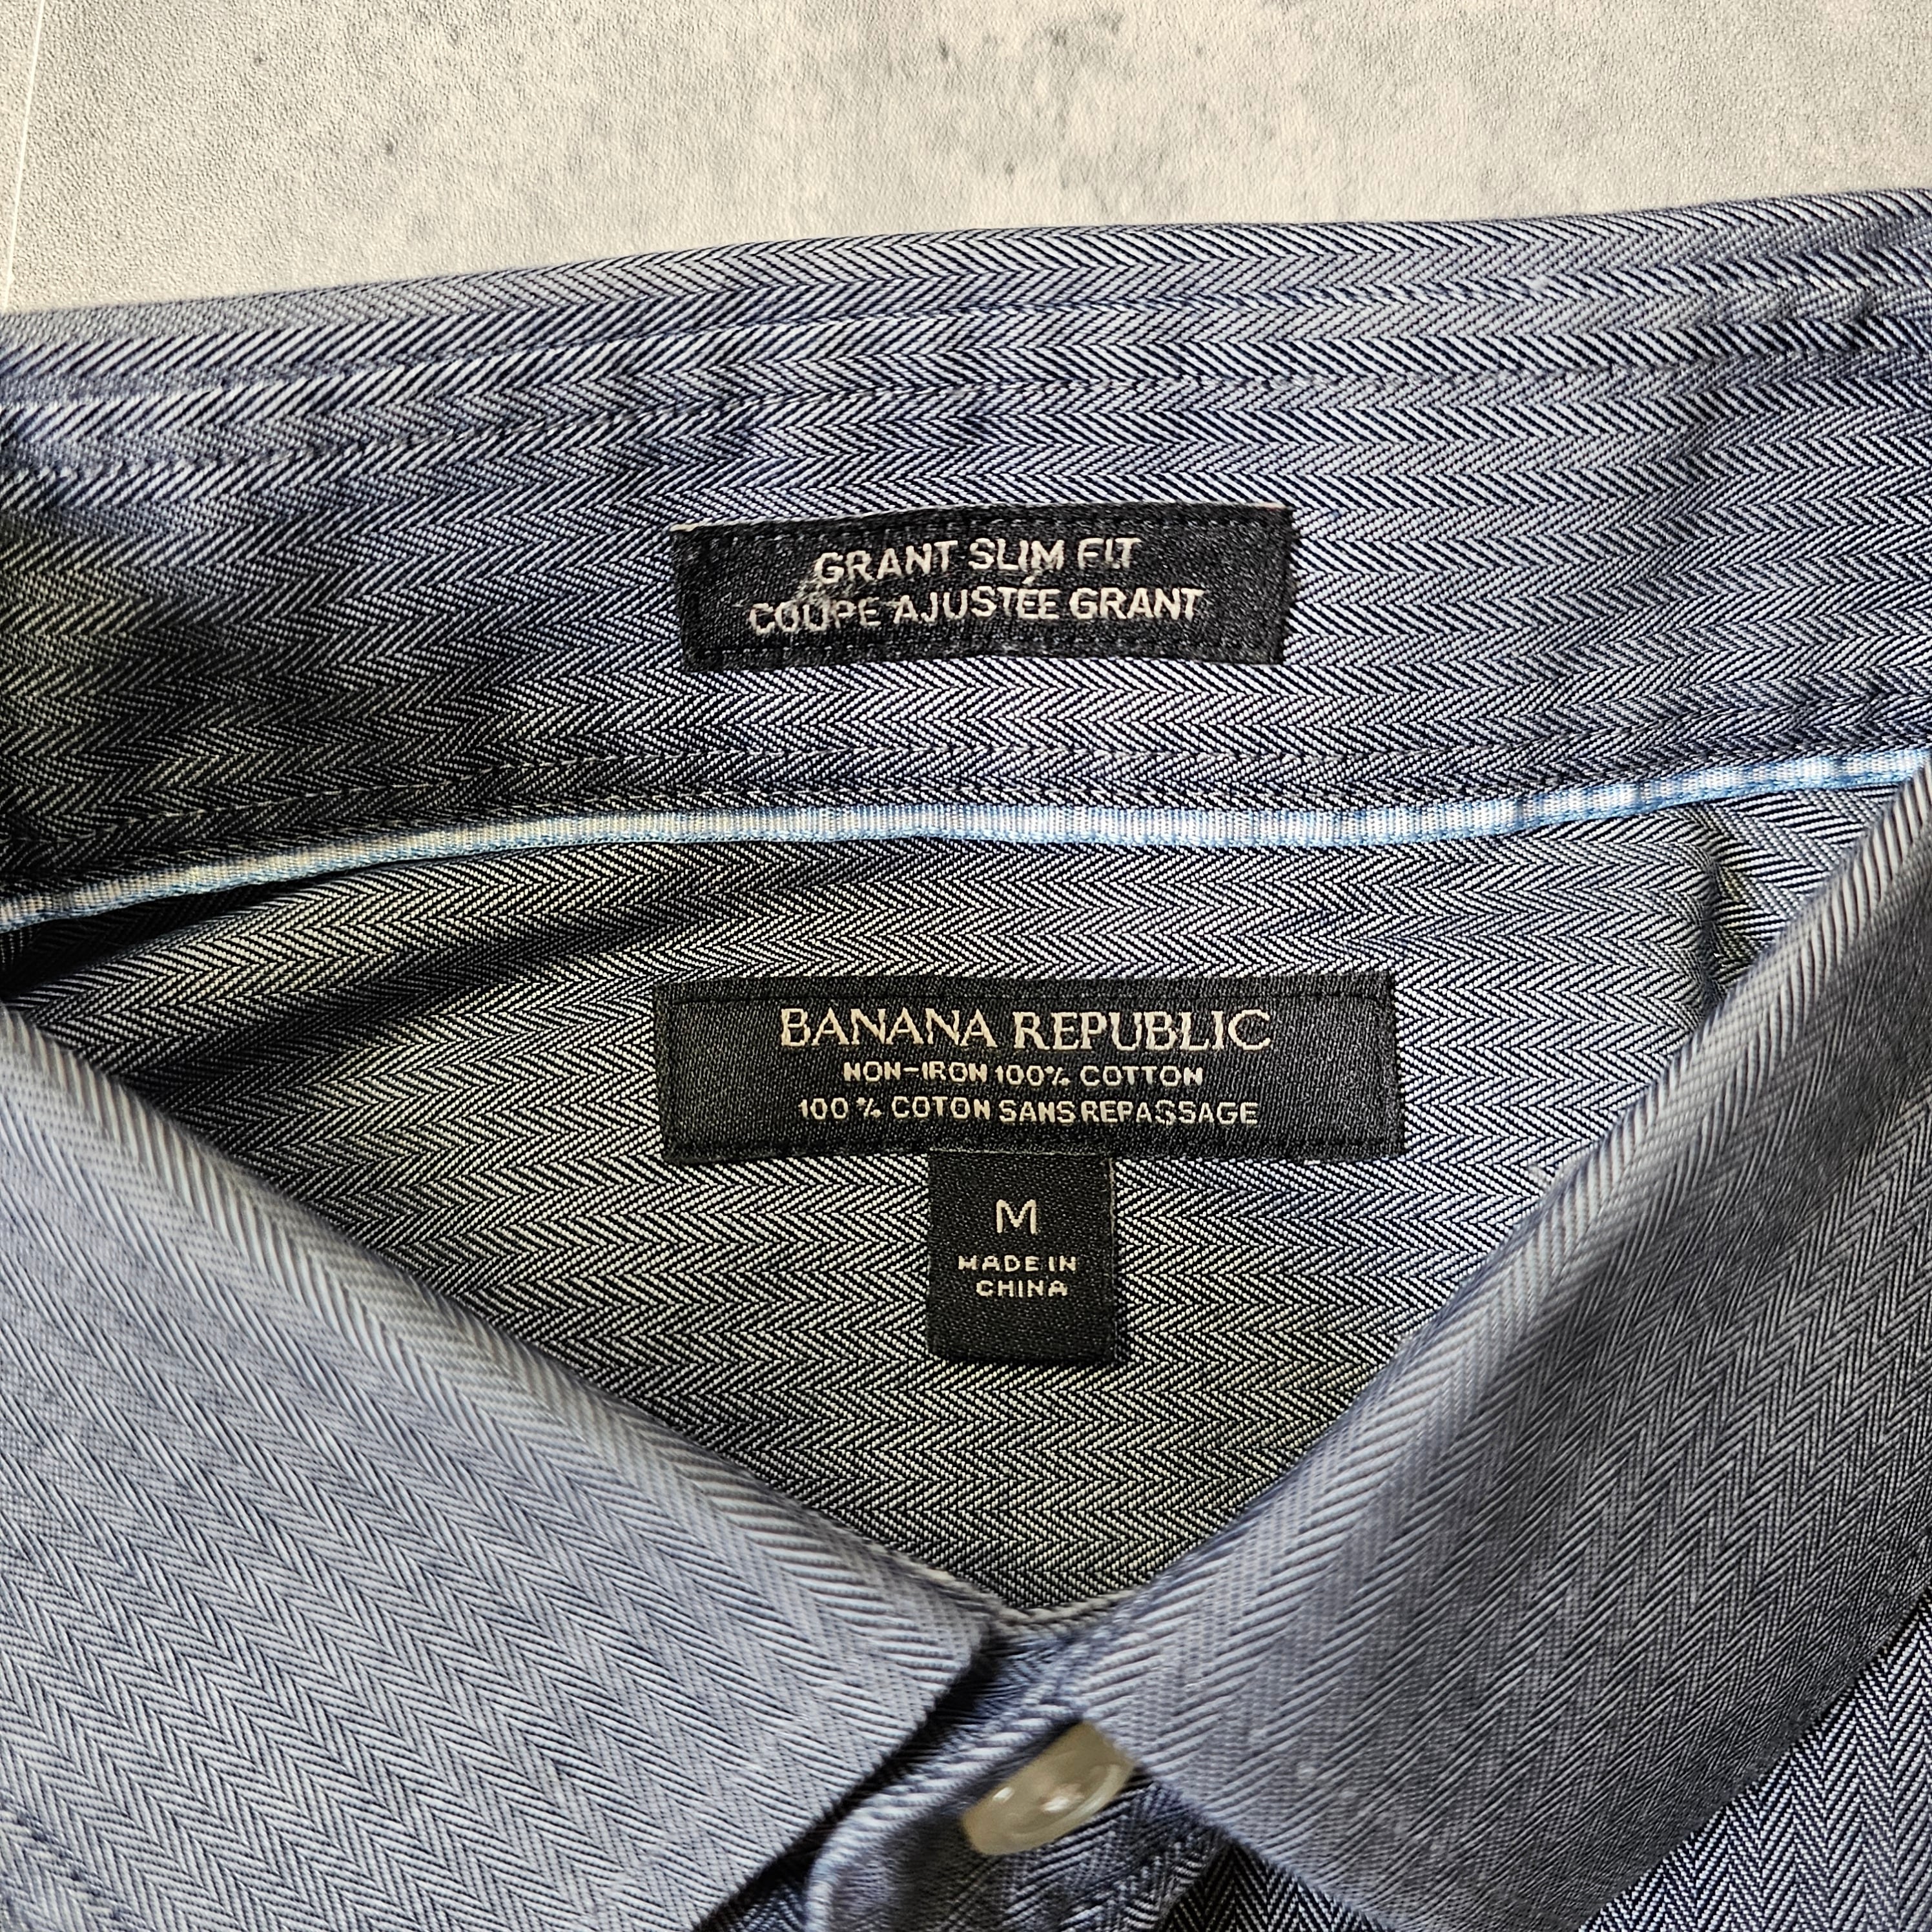 GRANT SLIM FIT
COUPE AJUSTÉE GRANT
BANANA REPUBLIC
NON-IRON 100% COTTON
100% COTON SANS REPASSAGE
M
MADE IN
CHINA